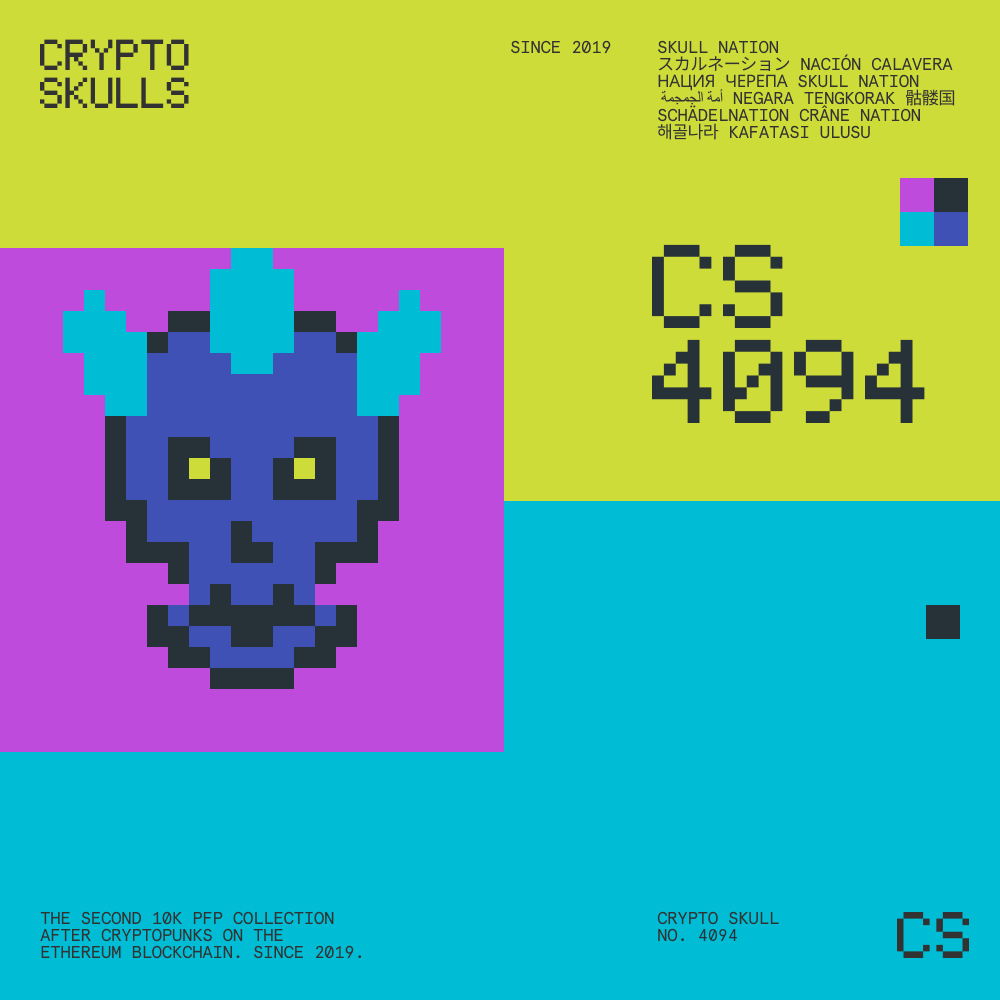 CRYPTO
SKULLS
SINCE 2019
SKULL NATION
スカルネーション NACIÓN CALAVERA
НАЦИЯ ЧЕРЕПА SKULL NATION
أمة الجمجمة NEGARA TENGKORAK 骷髅国
SCHÄDELNATION CRÂNE NATION
해골나라 KAFATASI ULUSU
CS
4094
THE SECOND 10K PFP COLLECTION
AFTER CRYPTOPUNKS ON THE
ETHEREUM BLOCKCHAIN. SINCE 2019.
CRYPTO SKULL
NO. 4094
CS